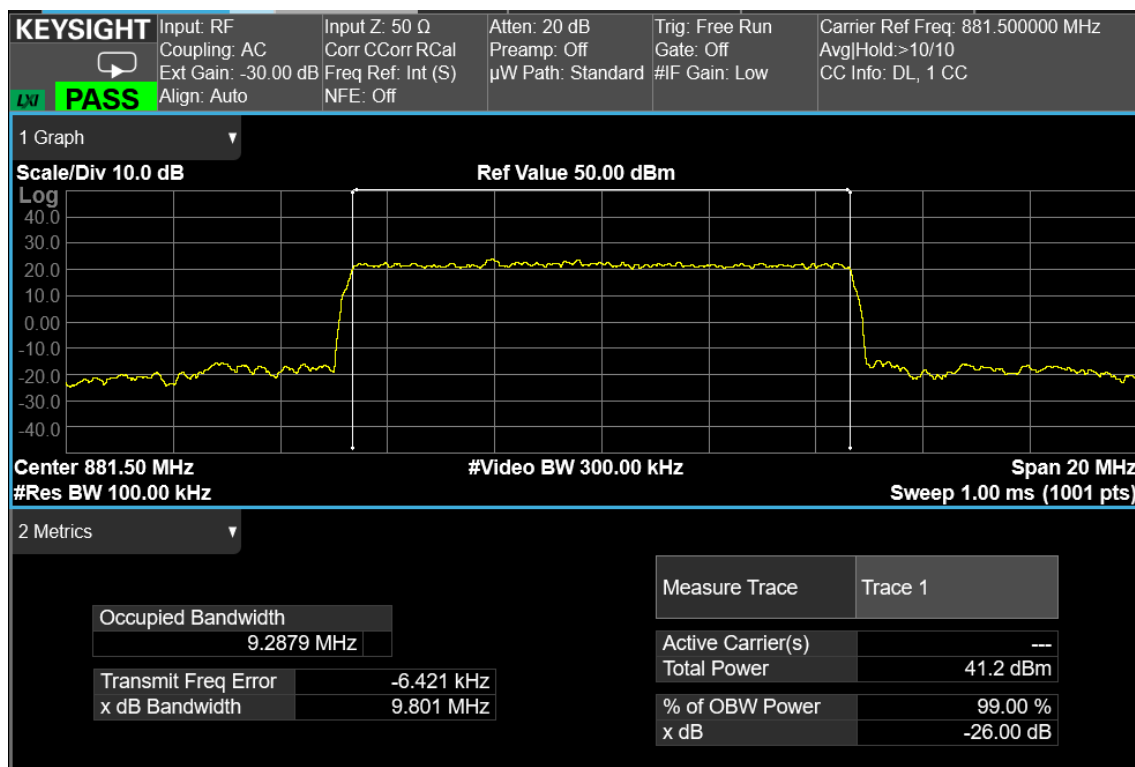 KEYSIGHT
LXI PASS
Input: RF
Coupling: AC
Ext Gain: -30.00 dB
Align: Auto
Input Z: 50 Ω
Corr CCorr RCal
Freq Ref: Int (S)
NFE: Off
Atten: 20 dB
Preamp: Off
µW Path: Standard
Trig: Free Run
Gate: Off
#IF Gain: Low
Carrier Ref Freq: 881.500000 MHz
Avg|Hold:>10/10
CC Info: DL, 1 CC
1 Graph
Scale/Div 10.0 dB
Ref Value 50.00 dBm
Log
40.0
30.0
20.0
10.0
0.00
-10.0
-20.0
-30.0
-40.0
Center 881.50 MHz
#Video BW 300.00 kHz
Span 20 MHz
#Res BW 100.00 kHz
Sweep 1.00 ms (1001 pts)
2 Metrics
Occupied Bandwidth
9.2879 MHz
Transmit Freq Error -6.421 kHz
x dB Bandwidth 9.801 MHz
Measure Trace Trace 1
Active Carrier(s) ---
Total Power 41.2 dBm
% of OBW Power 99.00 %
x dB -26.00 dB